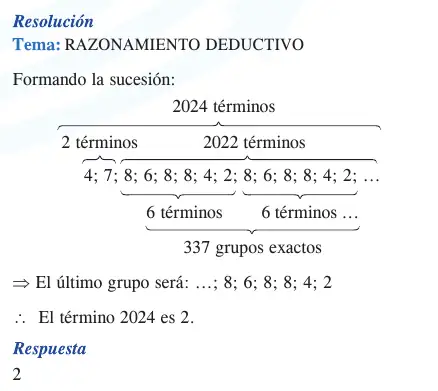 Resolución
Tema: RAZONAMIENTO DEDUCTIVO
Formando la sucesión:
2024 términos
2 términos 2022 términos
4; 7; 8; 6; 8; 8; 4; 2; 8; 6; 8; 8; 4; 2; …
6 términos 6 términos …
337 grupos exactos
⇒ El último grupo será: …; 8; 6; 8; 8; 4; 2
∴ El término 2024 es 2.
Respuesta
2